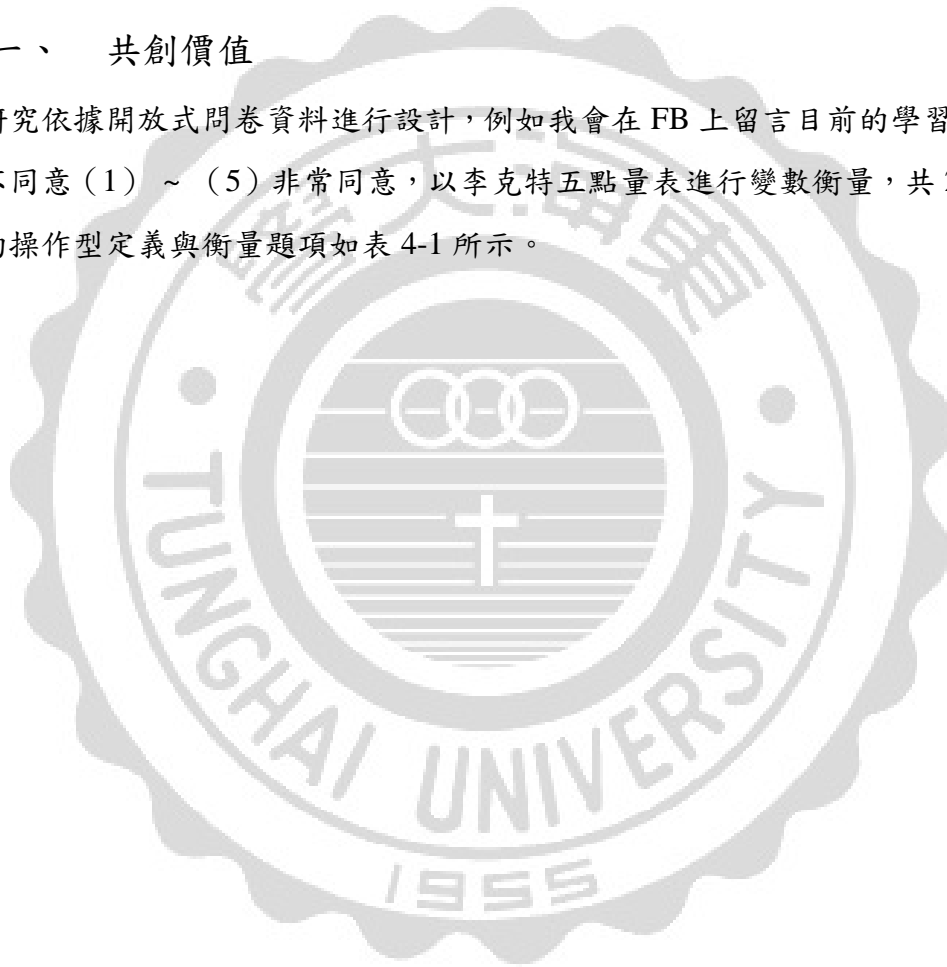 一、 共創價值
研究依據開放式問卷資料進行設計，例如我會在 FB 上留言目前的學習
不同意（1） ~ （5）非常同意，以李克特五點量表進行變數衡量，共
的操作型定義與衡量題項如表 4-1 所示。
東海大學
TUNGHAI UNIVERSITY
1955